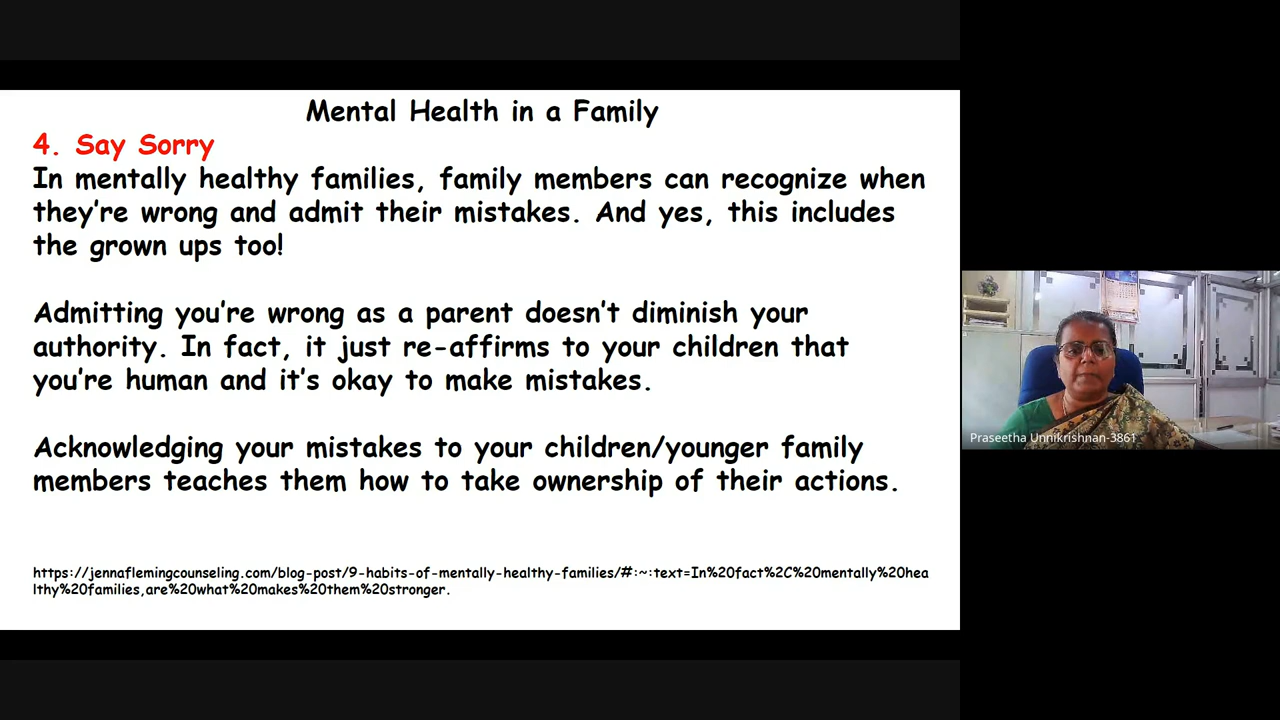 Mental Health in a Family
4. Say Sorry
In mentally healthy families, family members can recognize when
they're wrong and admit their mistakes. And yes, this includes
the grown ups too!
Admitting you're wrong as a parent doesn't diminish your
authority. In fact, it just re-affirms to your children that
you're human and it's okay to make mistakes.
Acknowledging your mistakes to your children/younger family
members teaches them how to take ownership of their actions.
https://jennaflemingcounseling.com/blog-post/9-habits-of-mentally-healthy-families/#:~:text=In%20fact%2C%20mentally%20hea
lthy%20families,are%20what%20makes%20them%20stronger.
Praseetha Unnikrishnan-3861